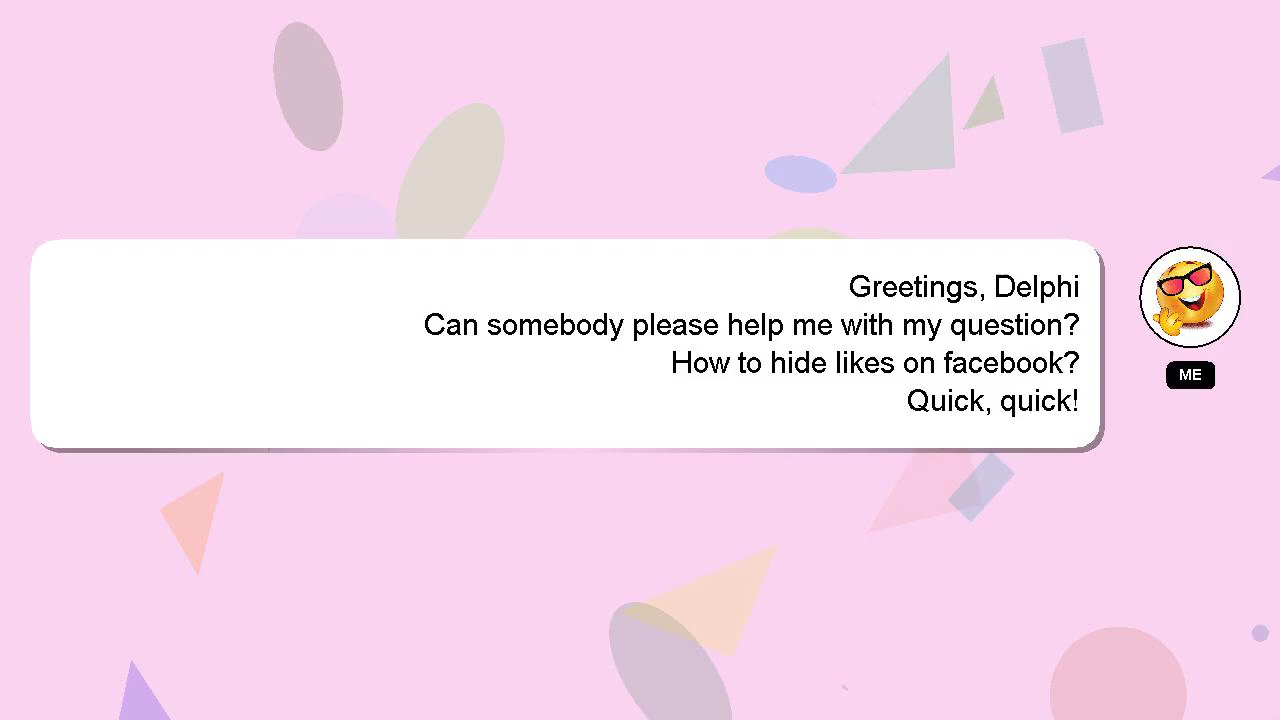 Greetings, Delphi
Can somebody please help me with my question?
How to hide likes on facebook?
Quick, quick!
ME